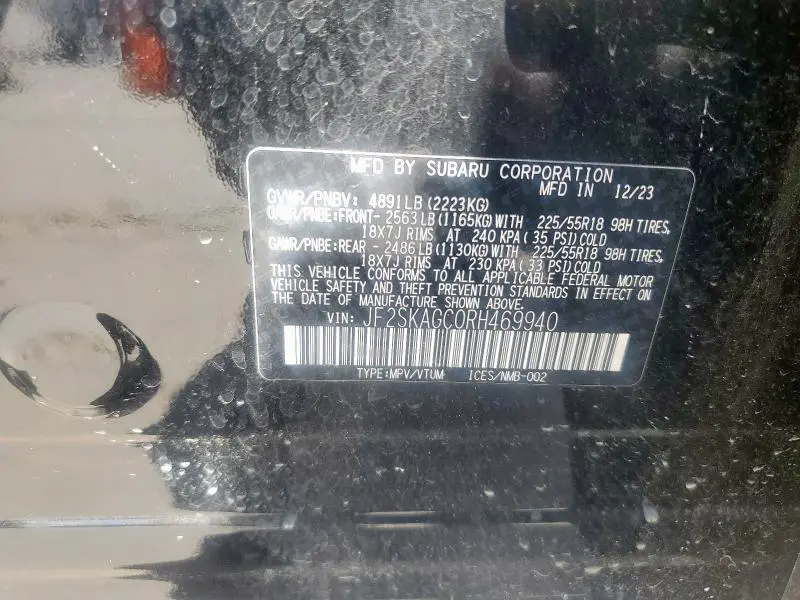 MFD BY SUBARU CORPORATION
MFD IN 12/23
GVWR/PNBV: 4891LB (2223KG)
GAWR/PNBE:FRONT- 2563LB (1165KG) WITH 225/55R18 98H TIRES,
18X7J RIMS AT 240 KPA (35 PSI) COLD
GAWR/PNBE:REAR - 2486LB (1130KG) WITH 225/55R18 98H TIRES,
18X7J RIMS AT 230 KPA (33 PSI) COLD
THIS VEHICLE CONFORMS TO ALL APPLICABLE FEDERAL MOTOR
VEHICLE SAFETY AND THEFT PREVENTION STANDARDS IN EFFECT ON
THE DATE OF MANUFACTURE SHOWN ABOVE.
VIN: JF2SKAGC0RH469940
TYPE:MPV/VTUM ICES/NMB-002